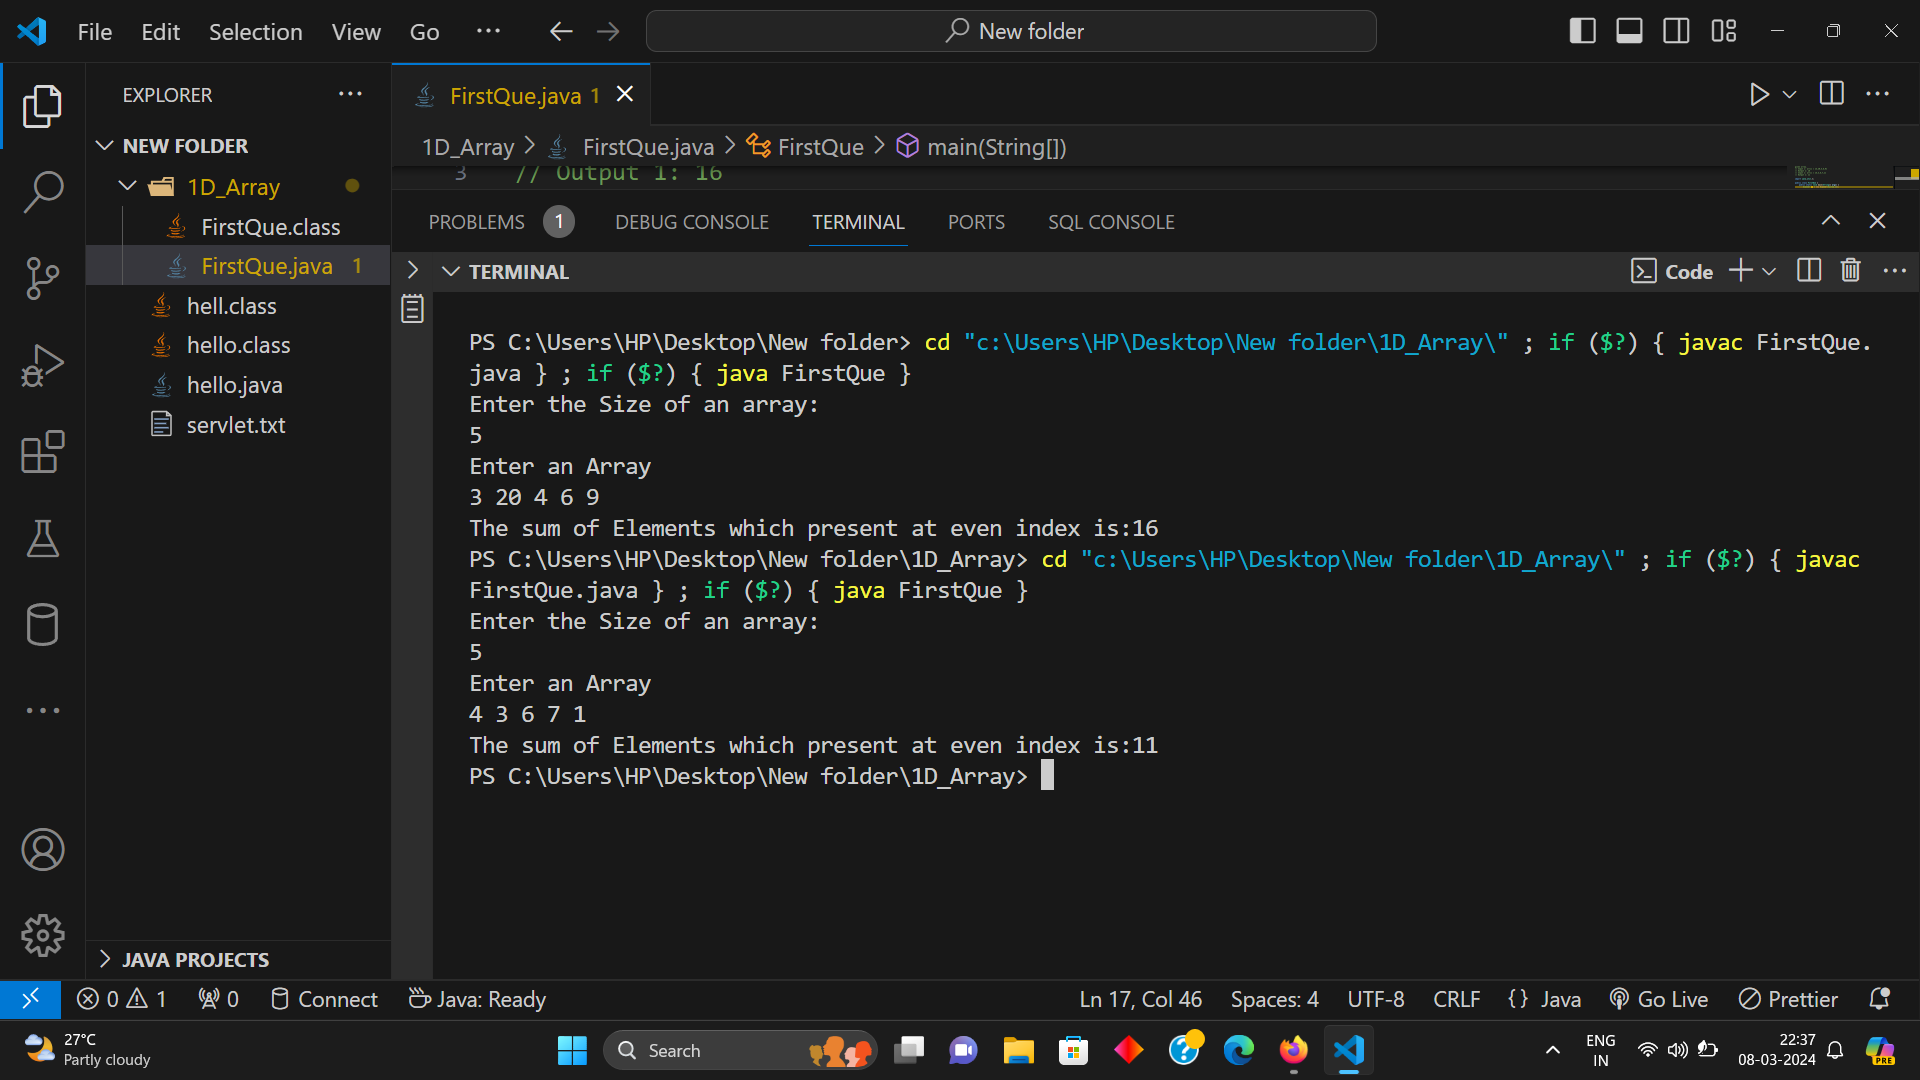 File Edit Selection View Go ··· New folder
EXPLORER ···
NEW FOLDER
1D_Array
FirstQue.class
FirstQue.java 1
hell.class
hello.class
hello.java
servlet.txt
JAVA PROJECTS
FirstQue.java 1
1D_Array > FirstQue.java > FirstQue > main(String[])
3 // Output 1: 16
PROBLEMS 1 DEBUG CONSOLE TERMINAL PORTS SQL CONSOLE
TERMINAL Code
PS C:\Users\HP\Desktop\New folder> cd "c:\Users\HP\Desktop\New folder\1D_Array\" ; if ($?) { javac FirstQue.
java } ; if ($?) { java FirstQue }
Enter the Size of an array:
5
Enter an Array
3 20 4 6 9
The sum of Elements which present at even index is:16
PS C:\Users\HP\Desktop\New folder\1D_Array> cd "c:\Users\HP\Desktop\New folder\1D_Array\" ; if ($?) { javac
FirstQue.java } ; if ($?) { java FirstQue }
Enter the Size of an array:
5
Enter an Array
4 3 6 7 1
The sum of Elements which present at even index is:11
PS C:\Users\HP\Desktop\New folder\1D_Array>
0 1 0 Connect Java: Ready Ln 17, Col 46 Spaces: 4 UTF-8 CRLF {} Java Go Live Prettier
27°C
Partly cloudy
Search
ENG
IN
22:37
08-03-2024
PRE